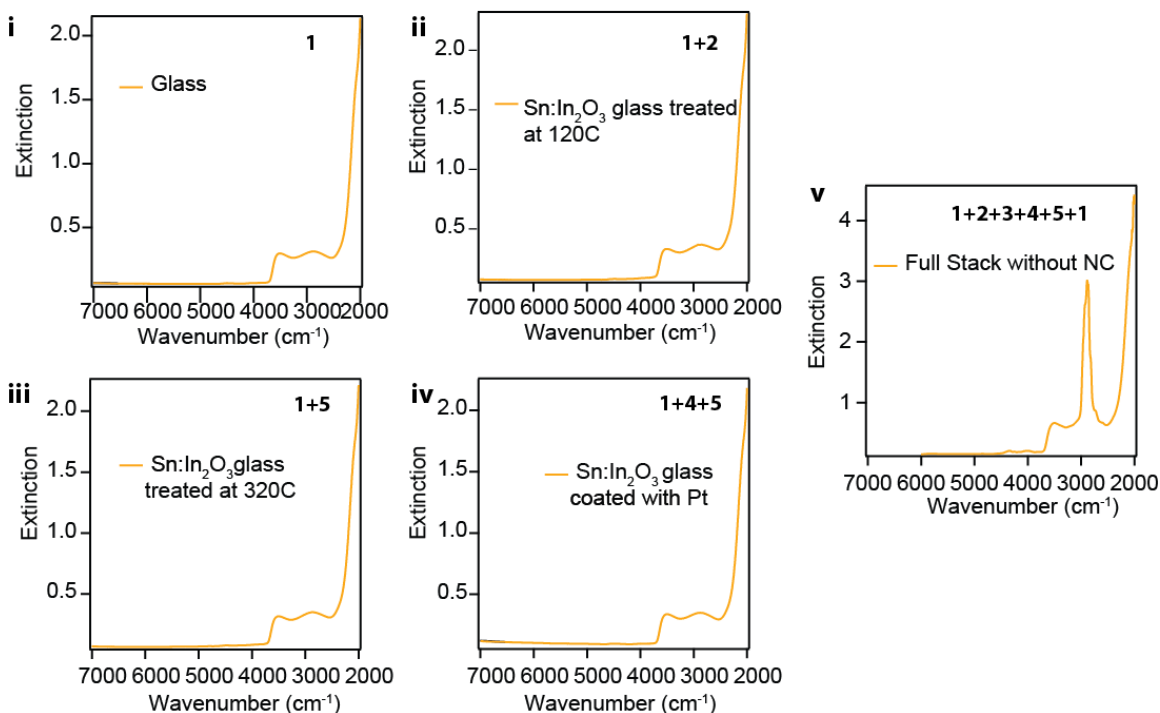 i
1
2.0
1.5
1.0
0.5
Extinction
Glass
7000 6000 5000 4000 3000 2000
Wavenumber (cm⁻¹)
ii
1+2
2.0
1.5
1.0
0.5
Extinction
Sn:In₂O₃ glass treated
at 120C
7000 6000 5000 4000 3000 2000
Wavenumber (cm⁻¹)
iii
1+5
2.0
1.5
1.0
0.5
Extinction
Sn:In₂O₃glass
treated at 320C
7000 6000 5000 4000 3000 2000
Wavenumber (cm⁻¹)
iv
1+4+5
2.0
1.5
1.0
0.5
Extinction
Sn:In₂O₃ glass
coated with Pt
7000 6000 5000 4000 3000 2000
Wavenumber (cm⁻¹)
v
1+2+3+4+5+1
4
3
2
1
Extinction
Full Stack without NC
7000 6000 5000 4000 3000 2000
Wavenumber (cm⁻¹)